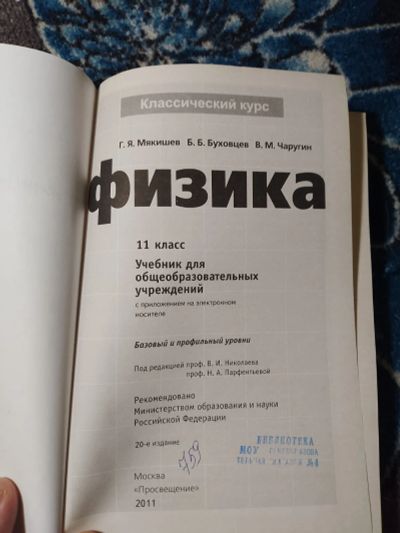 Классический курс
Г. Я. Мякишев Б. Б. Буховцев В. М. Чаругин
физика
11 класс
Учебник для
общеобразовательных
учреждений
с приложением на электронном
носителе
Базовый и профильный уровни
Под редакцией проф. В. И. Николаева
проф. Н. А. Парфентьевой
Рекомендовано
Министерством образования и науки
Российской Федерации
20-е издание
759
БИБЛИОТЕКА
МОУ
№4
Москва
«Просвещение»
2011